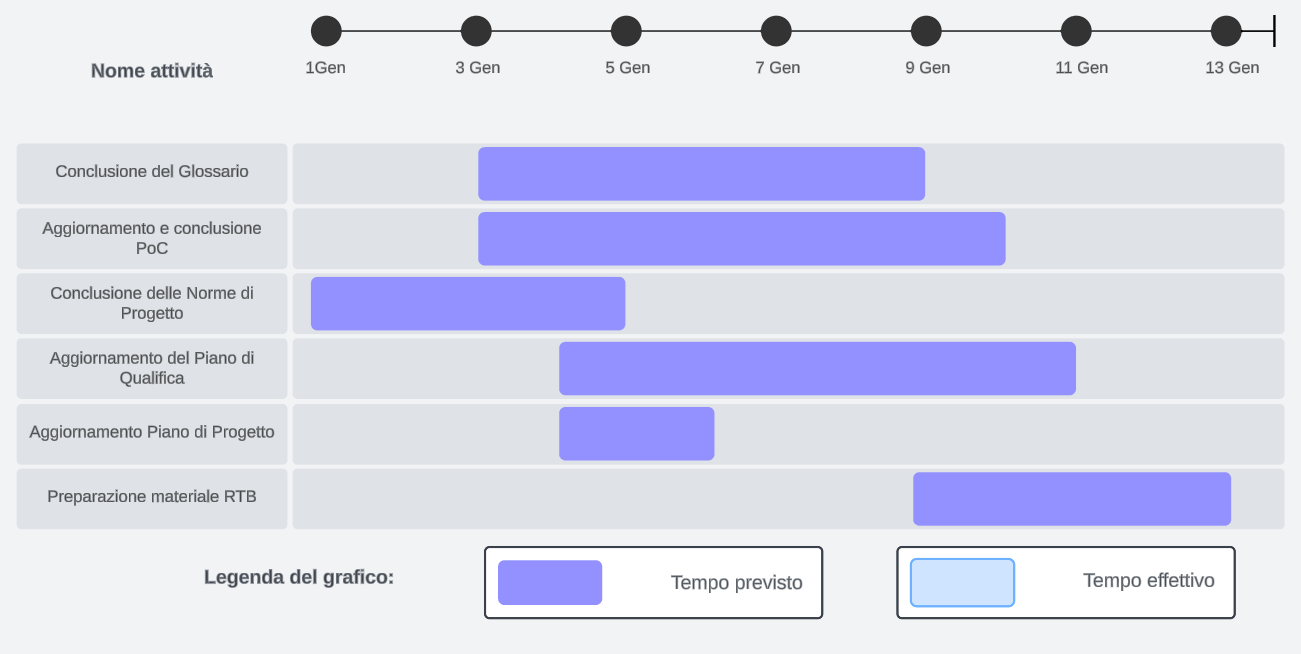 1Gen
3 Gen
5 Gen
7 Gen
9 Gen
11 Gen
13 Gen
Nome attività
Conclusione del Glossario
Aggiornamento e conclusione
PoC
Conclusione delle Norme di
Progetto
Aggiornamento del Piano di
Qualifica
Aggiornamento Piano di Progetto
Preparazione materiale RTB
Legenda del grafico:
Tempo previsto
Tempo effettivo